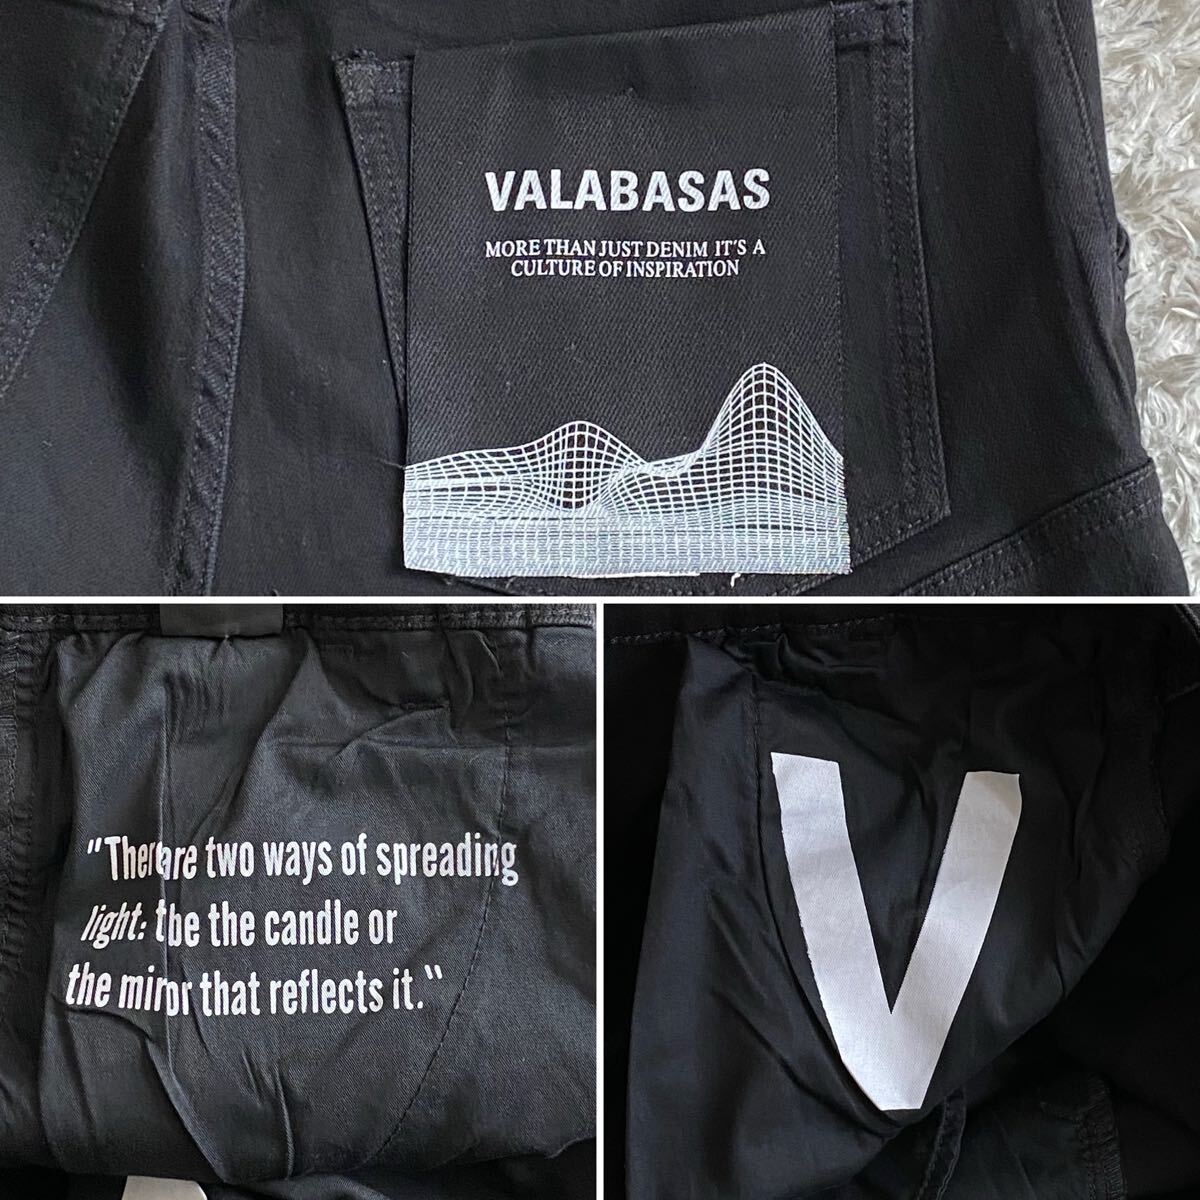 VALABASAS
MORE THAN JUST DENIM IT'S A
CULTURE OF INSPIRATION
"There are two ways of spreading
light: to be the candle or
the mirror that reflects it."
V